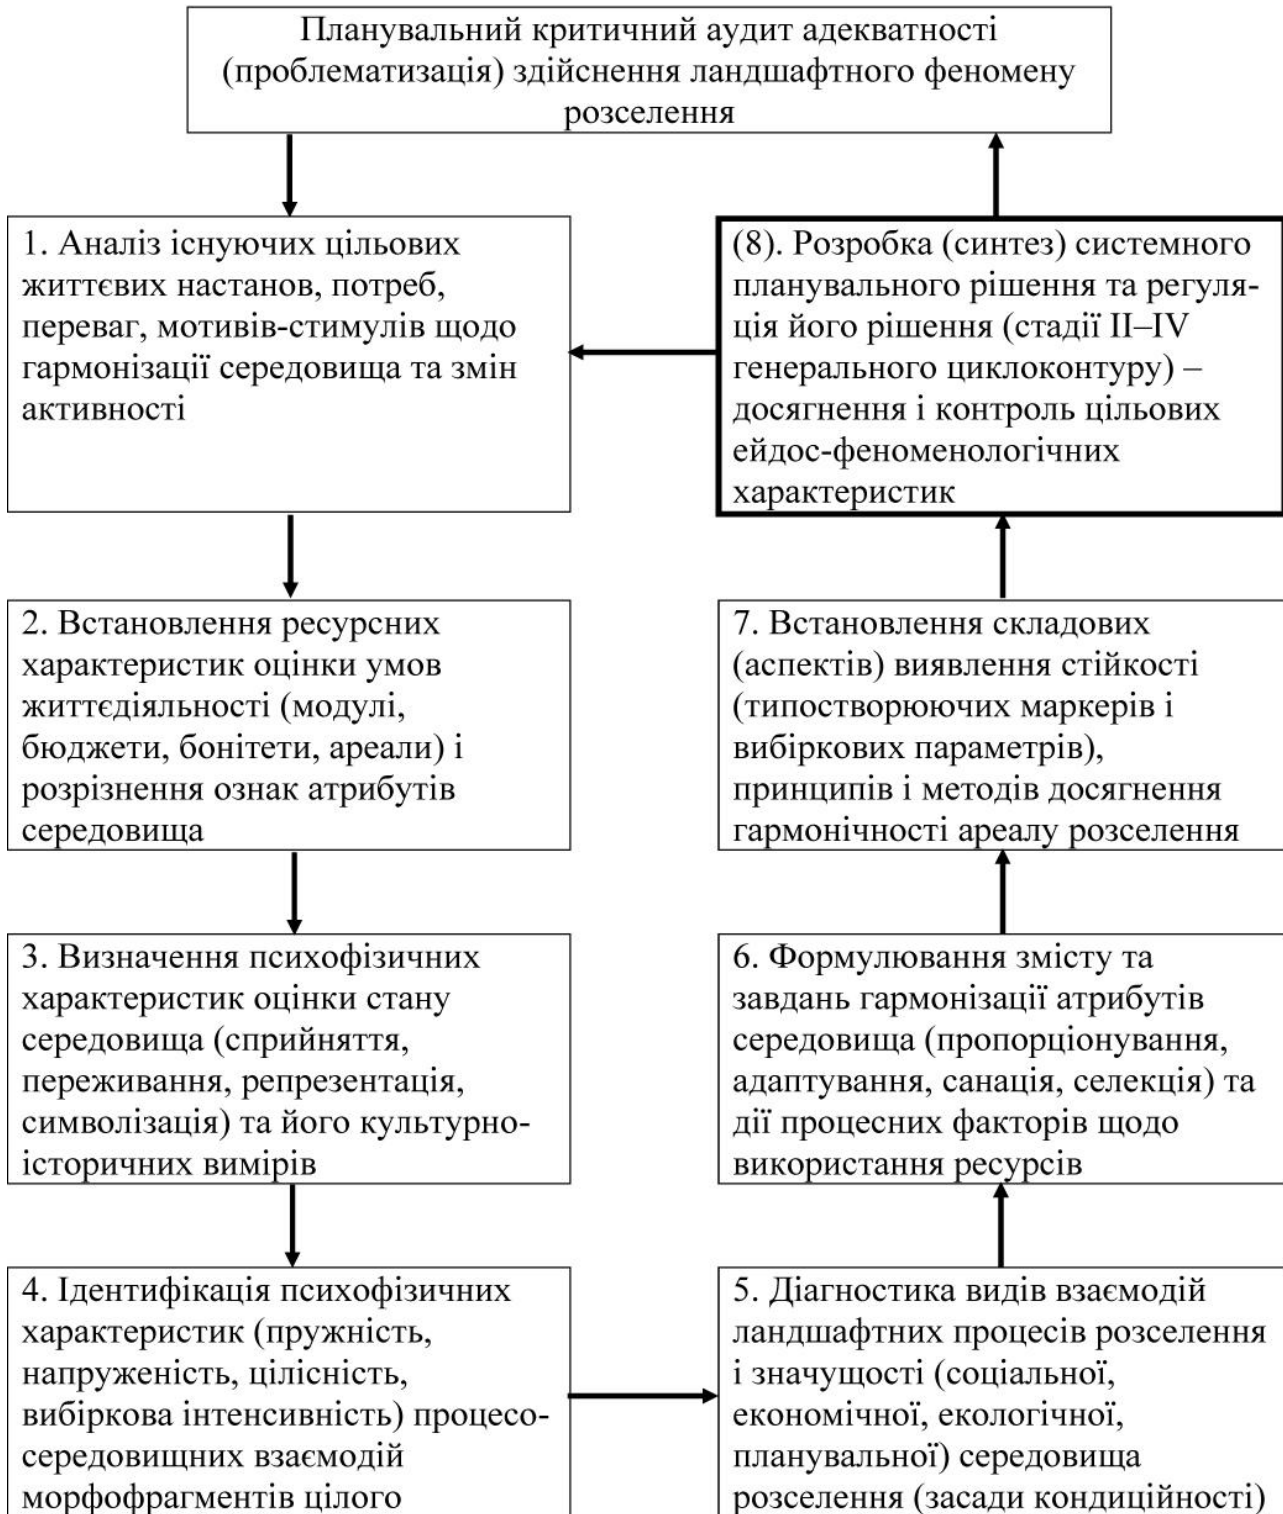 Планувальний критичний аудит адекватності
(проблематизація) здійснення ландшафтного феномену
розселення
1. Аналіз існуючих цільових
життєвих настанов, потреб,
переваг, мотивів-стимулів щодо
гармонізації середовища та змін
активності
2. Встановлення ресурсних
характеристик оцінки умов
життєдіяльності (модулі,
бюджети, бонітети, ареали) і
розрізнення ознак атрибутів
середовища
3. Визначення психофізичних
характеристик оцінки стану
середовища (сприйняття,
переживання, репрезентація,
символізація) та його культурно-
історичних вимірів
4. Ідентифікація психофізичних
характеристик (пружність,
напруженість, цілісність,
вибіркова інтенсивність) процесо-
середовищних взаємодій
морфофрагментів цілого
5. Діагностика видів взаємодій
ландшафтних процесів розселення
і значущості (соціальної,
економічної, екологічної,
планувальної) середовища
розселення (засади кондиційності)
6. Формулювання змісту та
завдань гармонізації атрибутів
середовища (пропорціонування,
адаптування, санація, селекція) та
дії процесних факторів щодо
використання ресурсів
7. Встановлення складових
(аспектів) виявлення стійкості
(типостворюючих маркерів і
вибіркових параметрів),
принципів і методів досягнення
гармонічності ареалу розселення
(8). Розробка (синтез) системного
планувального рішення та регуля-
ція його рішення (стадії II–IV
генерального циклоконтуру) –
досягнення і контроль цільових
ейдос-феноменологічних
характеристик